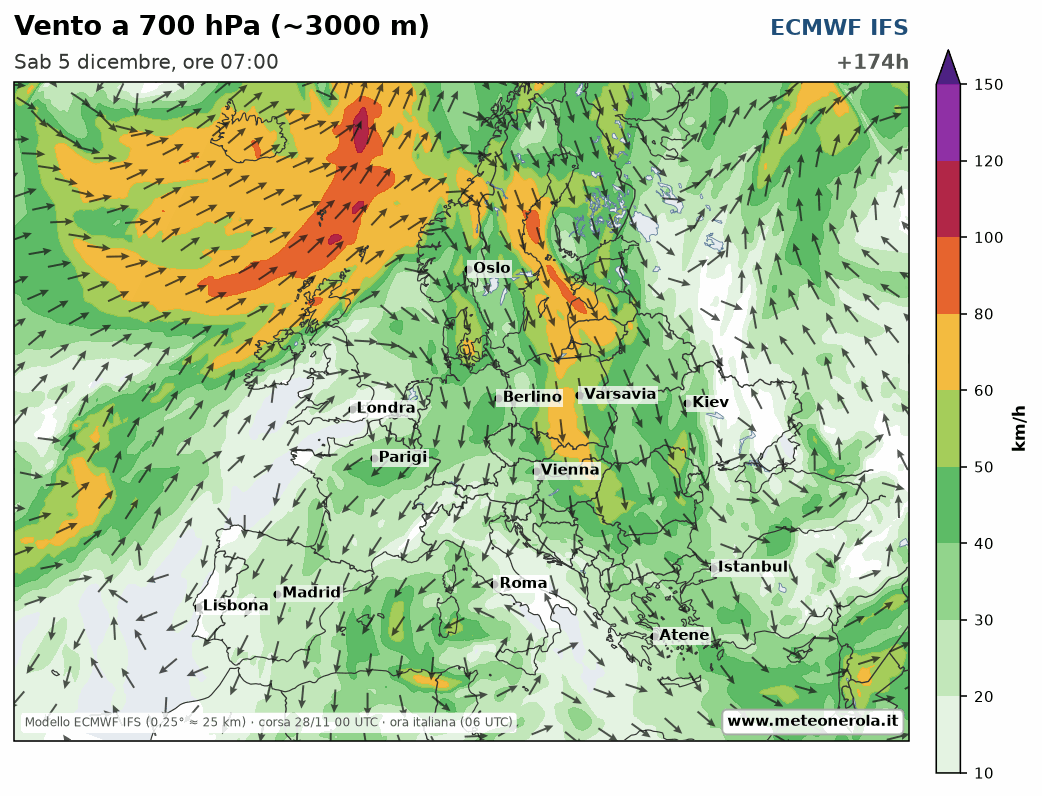 Vento a 700 hPa (~3000 m)
ECMWF IFS
Sab 5 dicembre, ore 07:00
+174h
150
120
100
80
60
50
40
30
20
10
km/h
Oslo
Berlino
Varsavia
Kiev
Londra
Parigi
Vienna
Istanbul
Roma
Madrid
Lisbona
Atene
Modello ECMWF IFS (0,25° ≈ 25 km) · corsa 28/11 00 UTC · ora italiana (06 UTC)
www.meteonerola.it